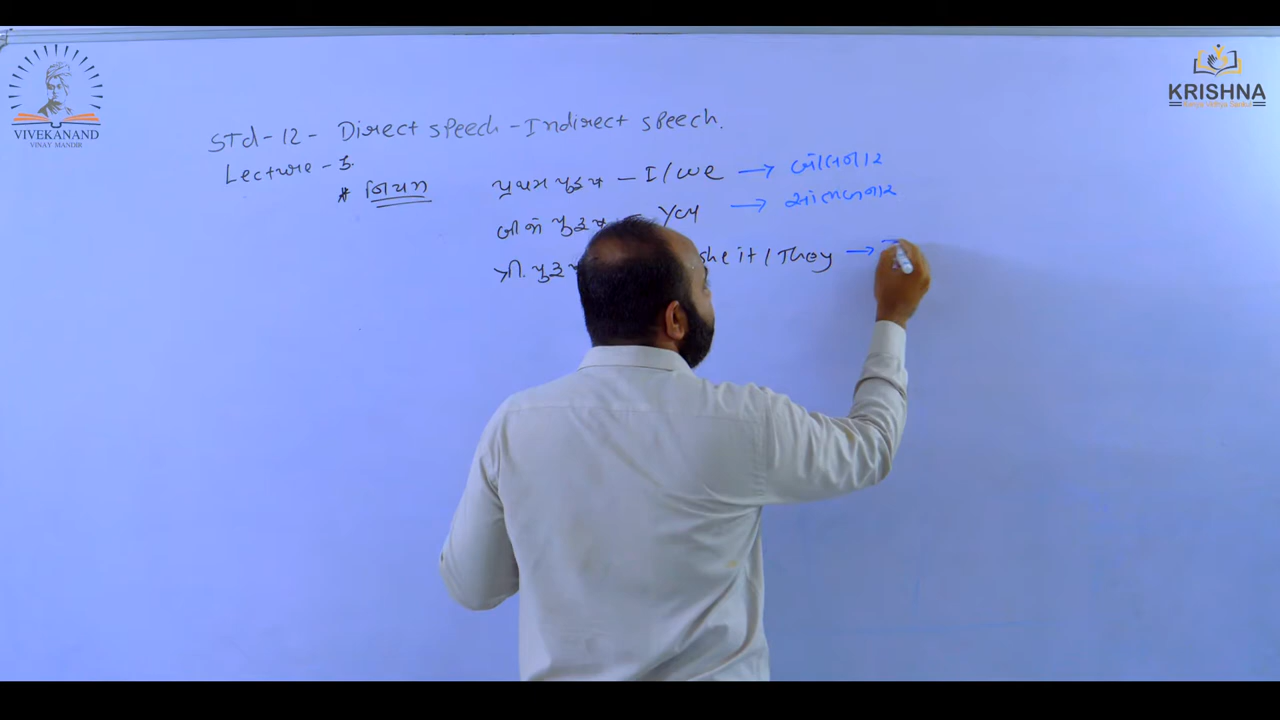 VIVEKANAND
VINAY MANDIR
KRISHNA
Std-12 - Direct speech - Indirect speech.
Lecture - 3.
* નિયમ
પ્રથમ પુરૂષ - I/we → બોલનાર
બીજો પુરૂષ You → સાંભળનાર
ત્રી. પુરૂષ she it / They →